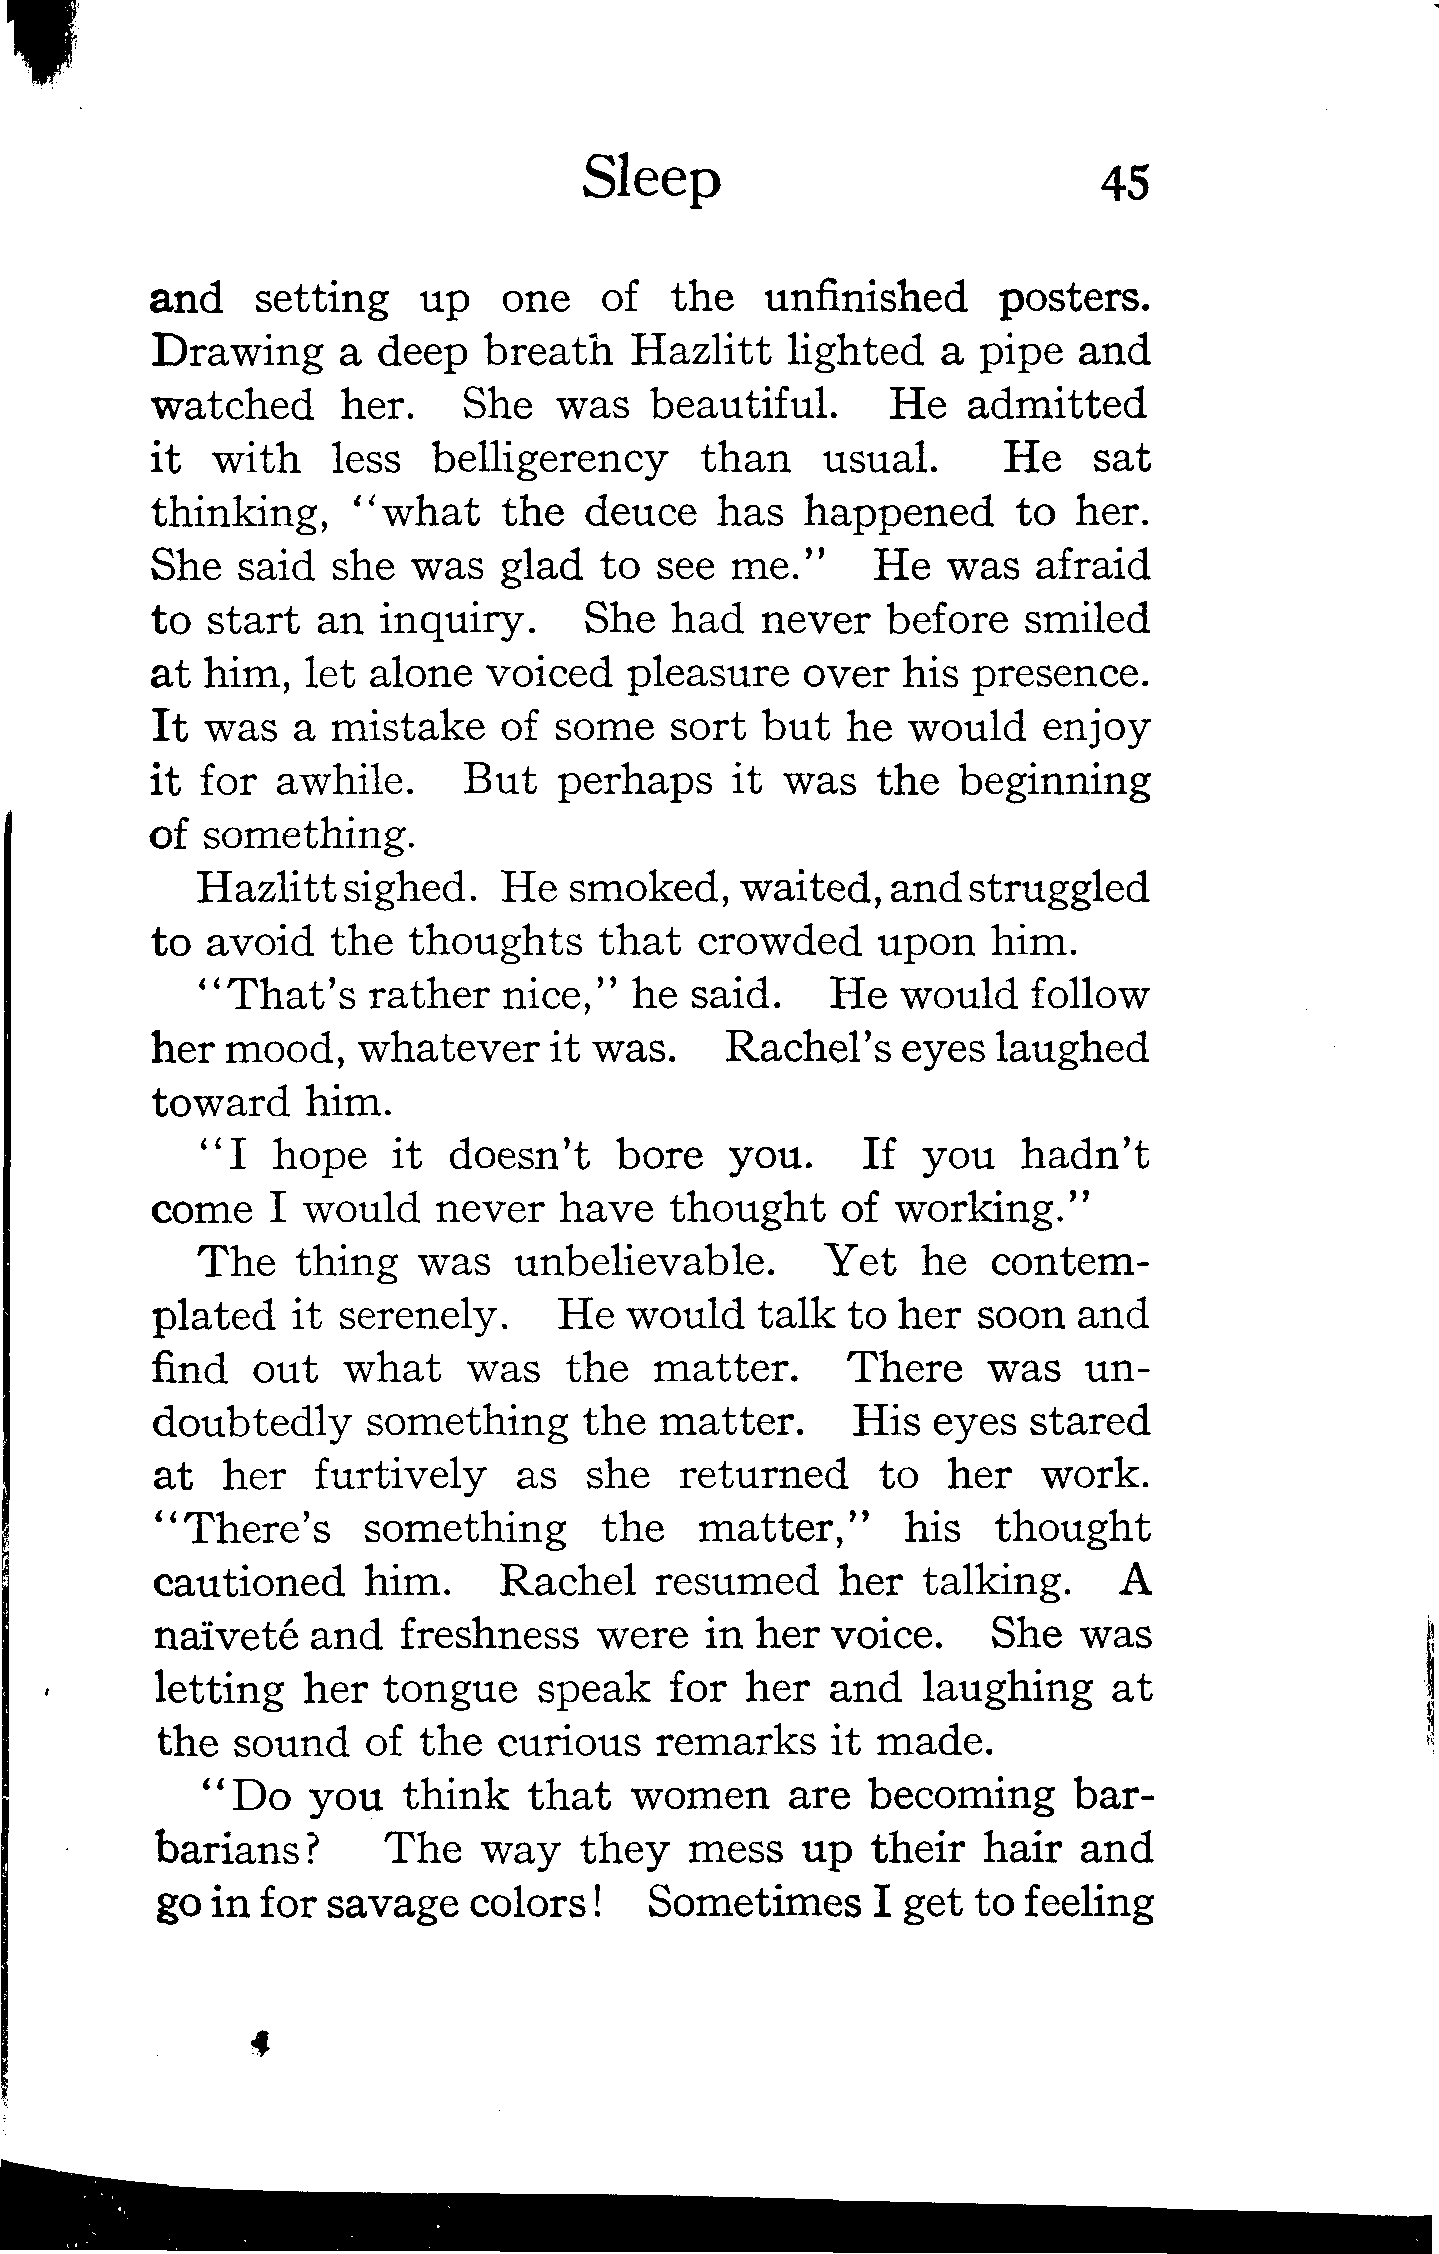 Sleep 45
and setting up one of the unfinished posters.
Drawing a deep breath Hazlitt lighted a pipe and
watched her. She was beautiful. He admitted
it with less belligerency than usual. He sat
thinking, "what the deuce has happened to her.
She said she was glad to see me." He was afraid
to start an inquiry. She had never before smiled
at him, let alone voiced pleasure over his presence.
It was a mistake of some sort but he would enjoy
it for awhile. But perhaps it was the beginning
of something.
Hazlitt sighed. He smoked, waited, and struggled
to avoid the thoughts that crowded upon him.
"That's rather nice," he said. He would follow
her mood, whatever it was. Rachel's eyes laughed
toward him.
"I hope it doesn't bore you. If you hadn't
come I would never have thought of working."
The thing was unbelievable. Yet he contem-
plated it serenely. He would talk to her soon and
find out what was the matter. There was un-
doubtedly something the matter. His eyes stared
at her furtively as she returned to her work.
"There's something the matter," his thought
cautioned him. Rachel resumed her talking. A
naïveté and freshness were in her voice. She was
letting her tongue speak for her and laughing at
the sound of the curious remarks it made.
"Do you think that women are becoming bar-
barians? The way they mess up their hair and
go in for savage colors! Sometimes I get to feeling
4